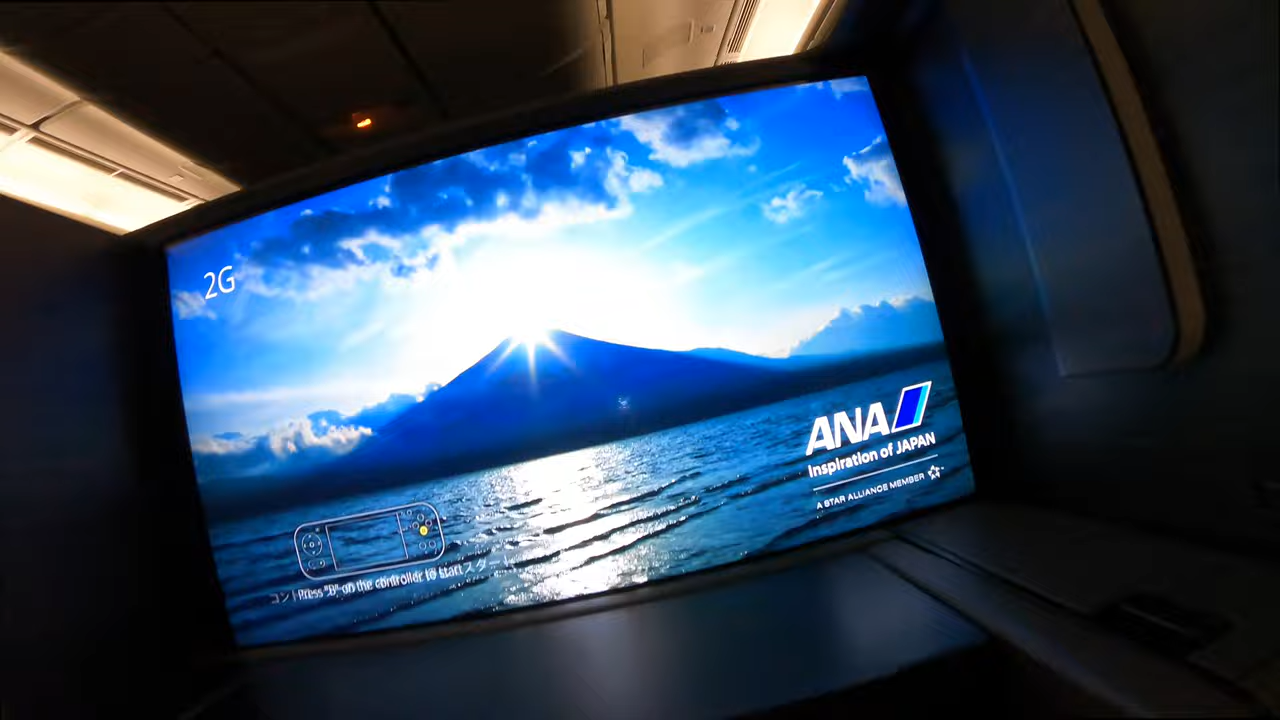 2G
ANA
Inspiration of JAPAN
A STAR ALLIANCE MEMBER
Press "B" on the controller to start